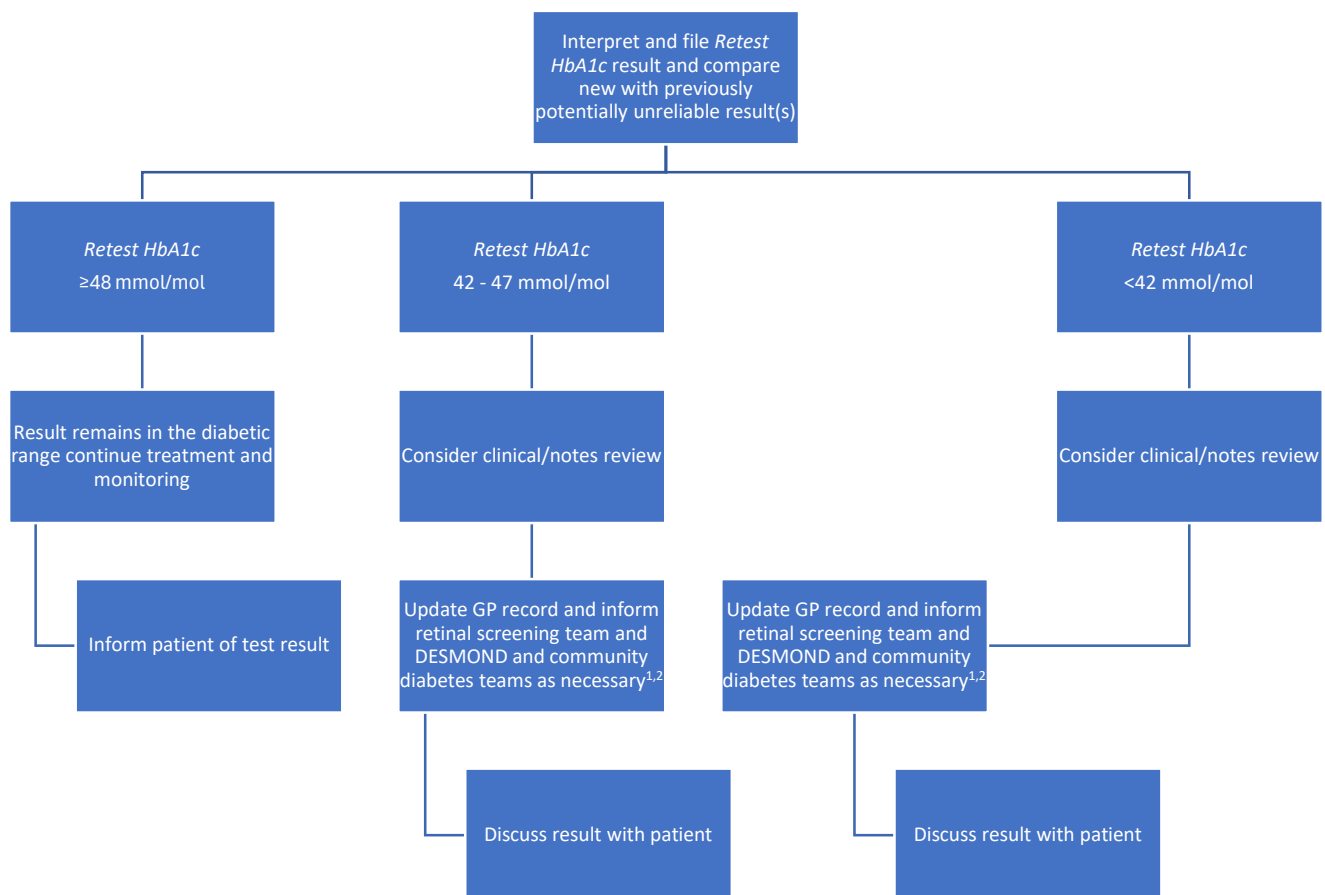 Interpret and file Retest
HbA1c result and compare
new with previously
potentially unreliable result(s)
Retest HbA1c
≥48 mmol/mol
Retest HbA1c
42 - 47 mmol/mol
Retest HbA1c
<42 mmol/mol
Result remains in the diabetic
range continue treatment and
monitoring
Consider clinical/notes review
Consider clinical/notes review
Inform patient of test result
Update GP record and inform
retinal screening team and
DESMOND and community
diabetes teams as necessary1,2
Update GP record and inform
retinal screening team and
DESMOND and community
diabetes teams as necessary1,2
Discuss result with patient
Discuss result with patient